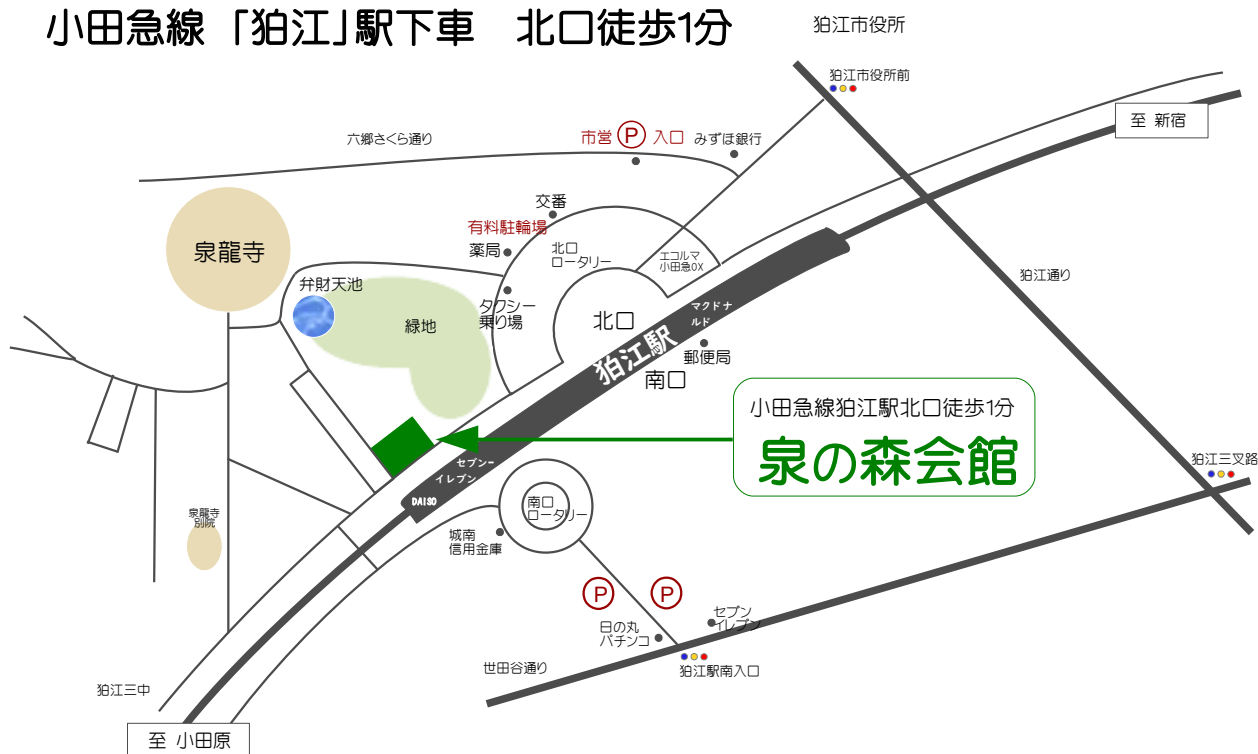 小田急線「狛江」駅下車　北口徒歩1分
狛江市役所
狛江市役所前
至 新宿
六郷さくら通り
市営 P 入口
みずほ銀行
交番
有料駐輪場
薬局
北口
ロータリー
エコルマ
小田急OX
泉龍寺
弁財天池
緑地
タクシー
乗り場
北口
マクドナ
ルド
狛江駅
郵便局
南口
狛江通り
小田急線狛江駅北口徒歩1分
泉の森会館
セブン-
イレブン
DAISO
狛江三叉路
南口
ロータリー
泉龍寺
別院
城南
信用金庫
P
P
日の丸
パチンコ
セブン
イレブン
世田谷通り
狛江駅南入口
狛江三中
至 小田原